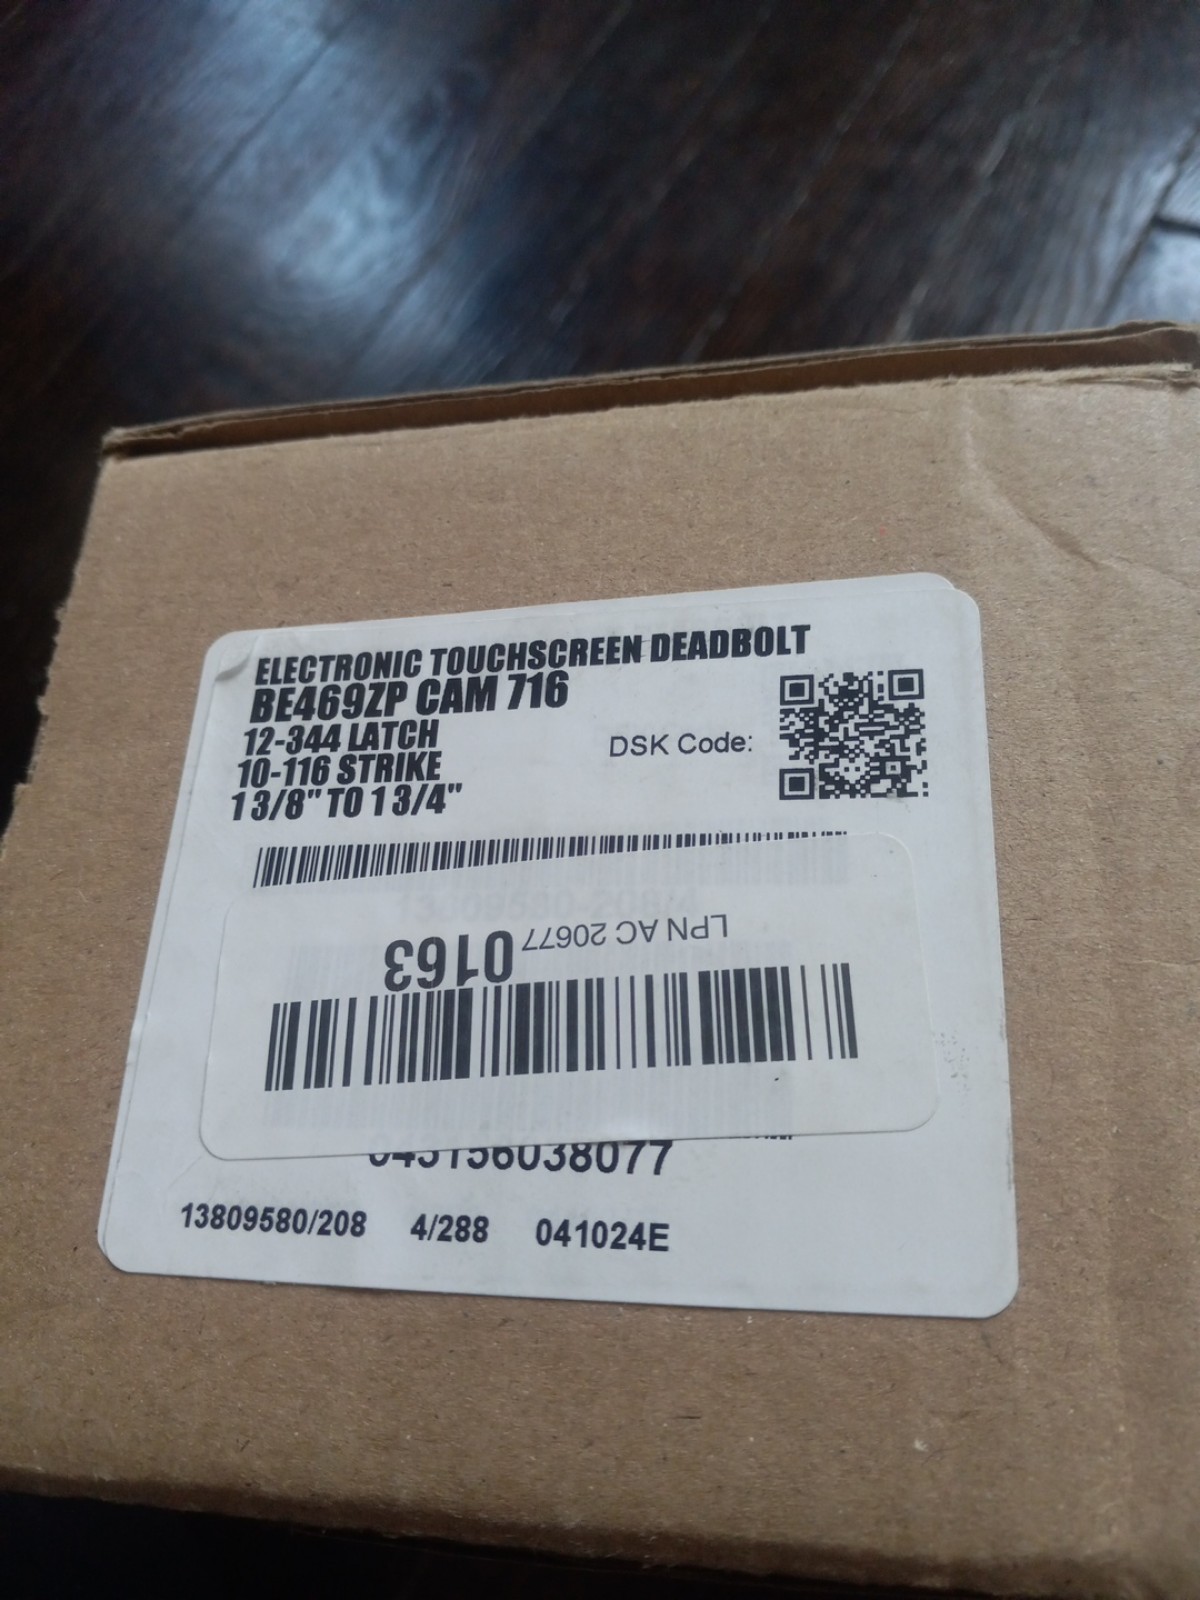 ELECTRONIC TOUCHSCREEN DEADBOLT
BE469ZP CAM 716
12-344 LATCH
10-116 STRIKE
1 3/8" TO 1 3/4"
DSK Code:
LPN AC 20677 0163
043156038077
13809580/208 4/288 041024E